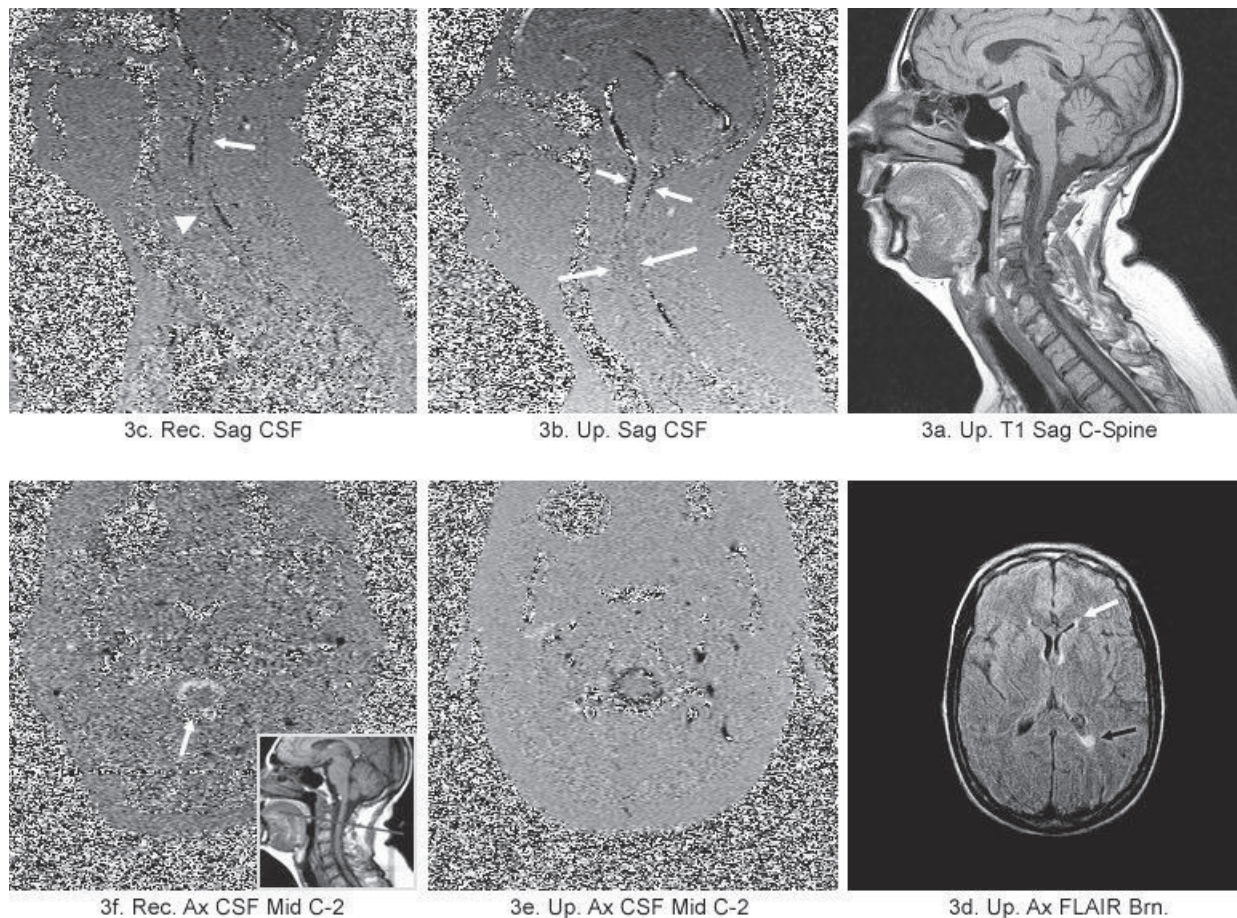 3c. Rec. Sag CSF
3b. Up. Sag CSF
3a. Up. T1 Sag C-Spine
3f. Rec. Ax CSF Mid C-2
3e. Up. Ax CSF Mid C-2
3d. Up. Ax FLAIR Brn.